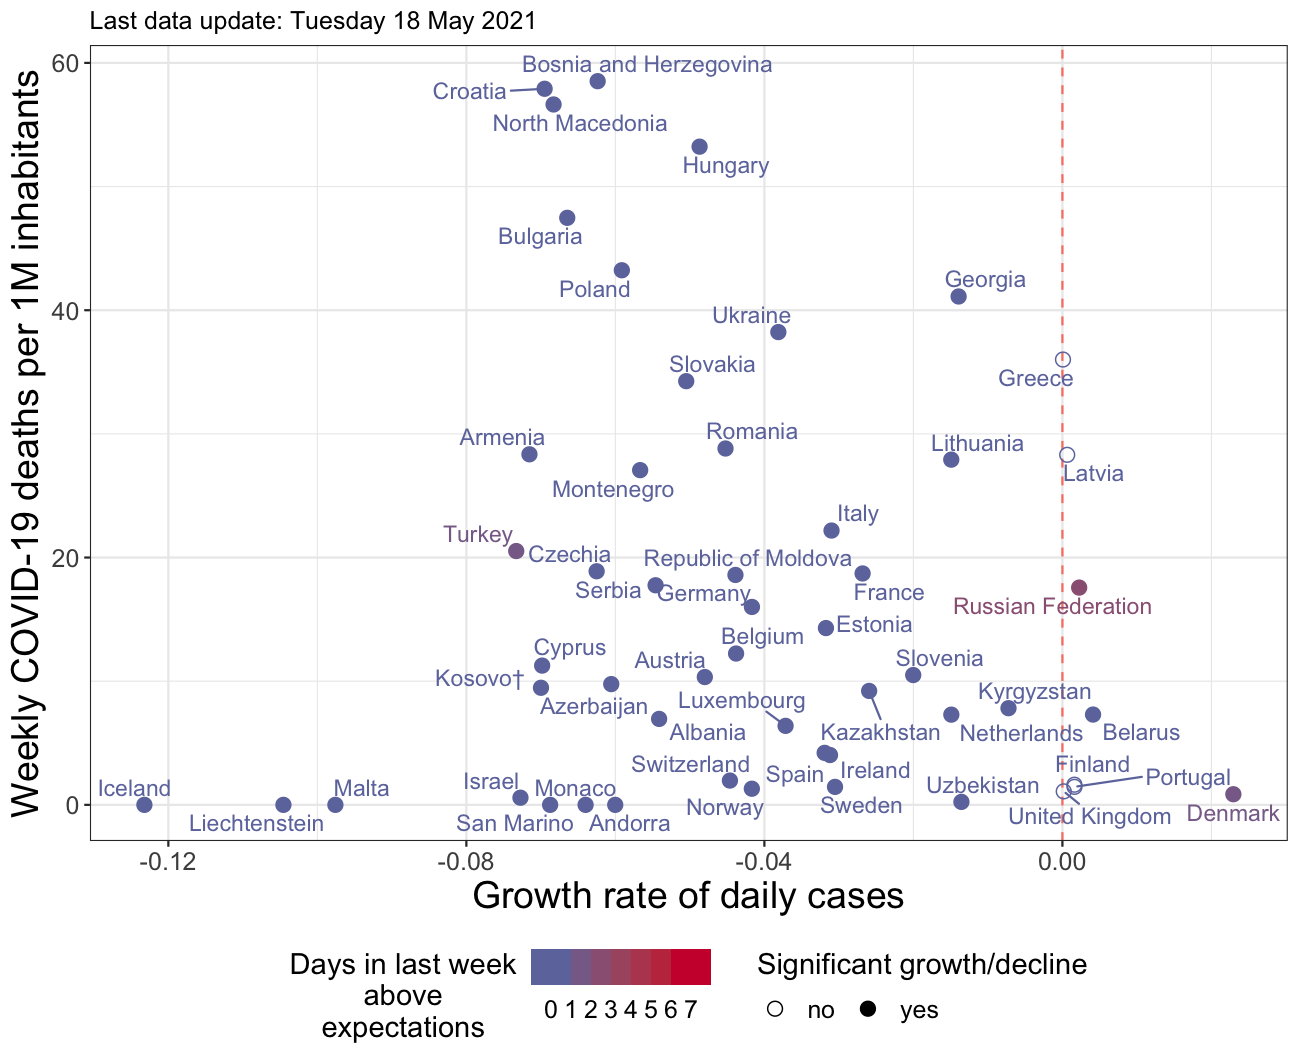 Last data update: Tuesday 18 May 2021
Weekly COVID-19 deaths per 1M inhabitants
60
40
20
0
Bosnia and Herzegovina
Croatia
North Macedonia
Hungary
Bulgaria
Poland
Georgia
Ukraine
Slovakia
Greece
Armenia
Romania
Lithuania
Latvia
Montenegro
Italy
Turkey
Czechia
Republic of Moldova
Serbia
Germany
France
Russian Federation
Estonia
Belgium
Cyprus
Austria
Slovenia
Kosovo†
Azerbaijan
Luxembourg
Kyrgyzstan
Albania
Kazakhstan
Netherlands
Belarus
Switzerland
Spain
Ireland
Finland
Portugal
Iceland
Malta
Israel
Monaco
Norway
Sweden
Uzbekistan
United Kingdom
Denmark
Liechtenstein
San Marino
Andorra
-0.12
-0.08
-0.04
0.00
Growth rate of daily cases
Days in last week
above
expectations
0 1 2 3 4 5 6 7
Significant growth/decline
no
yes